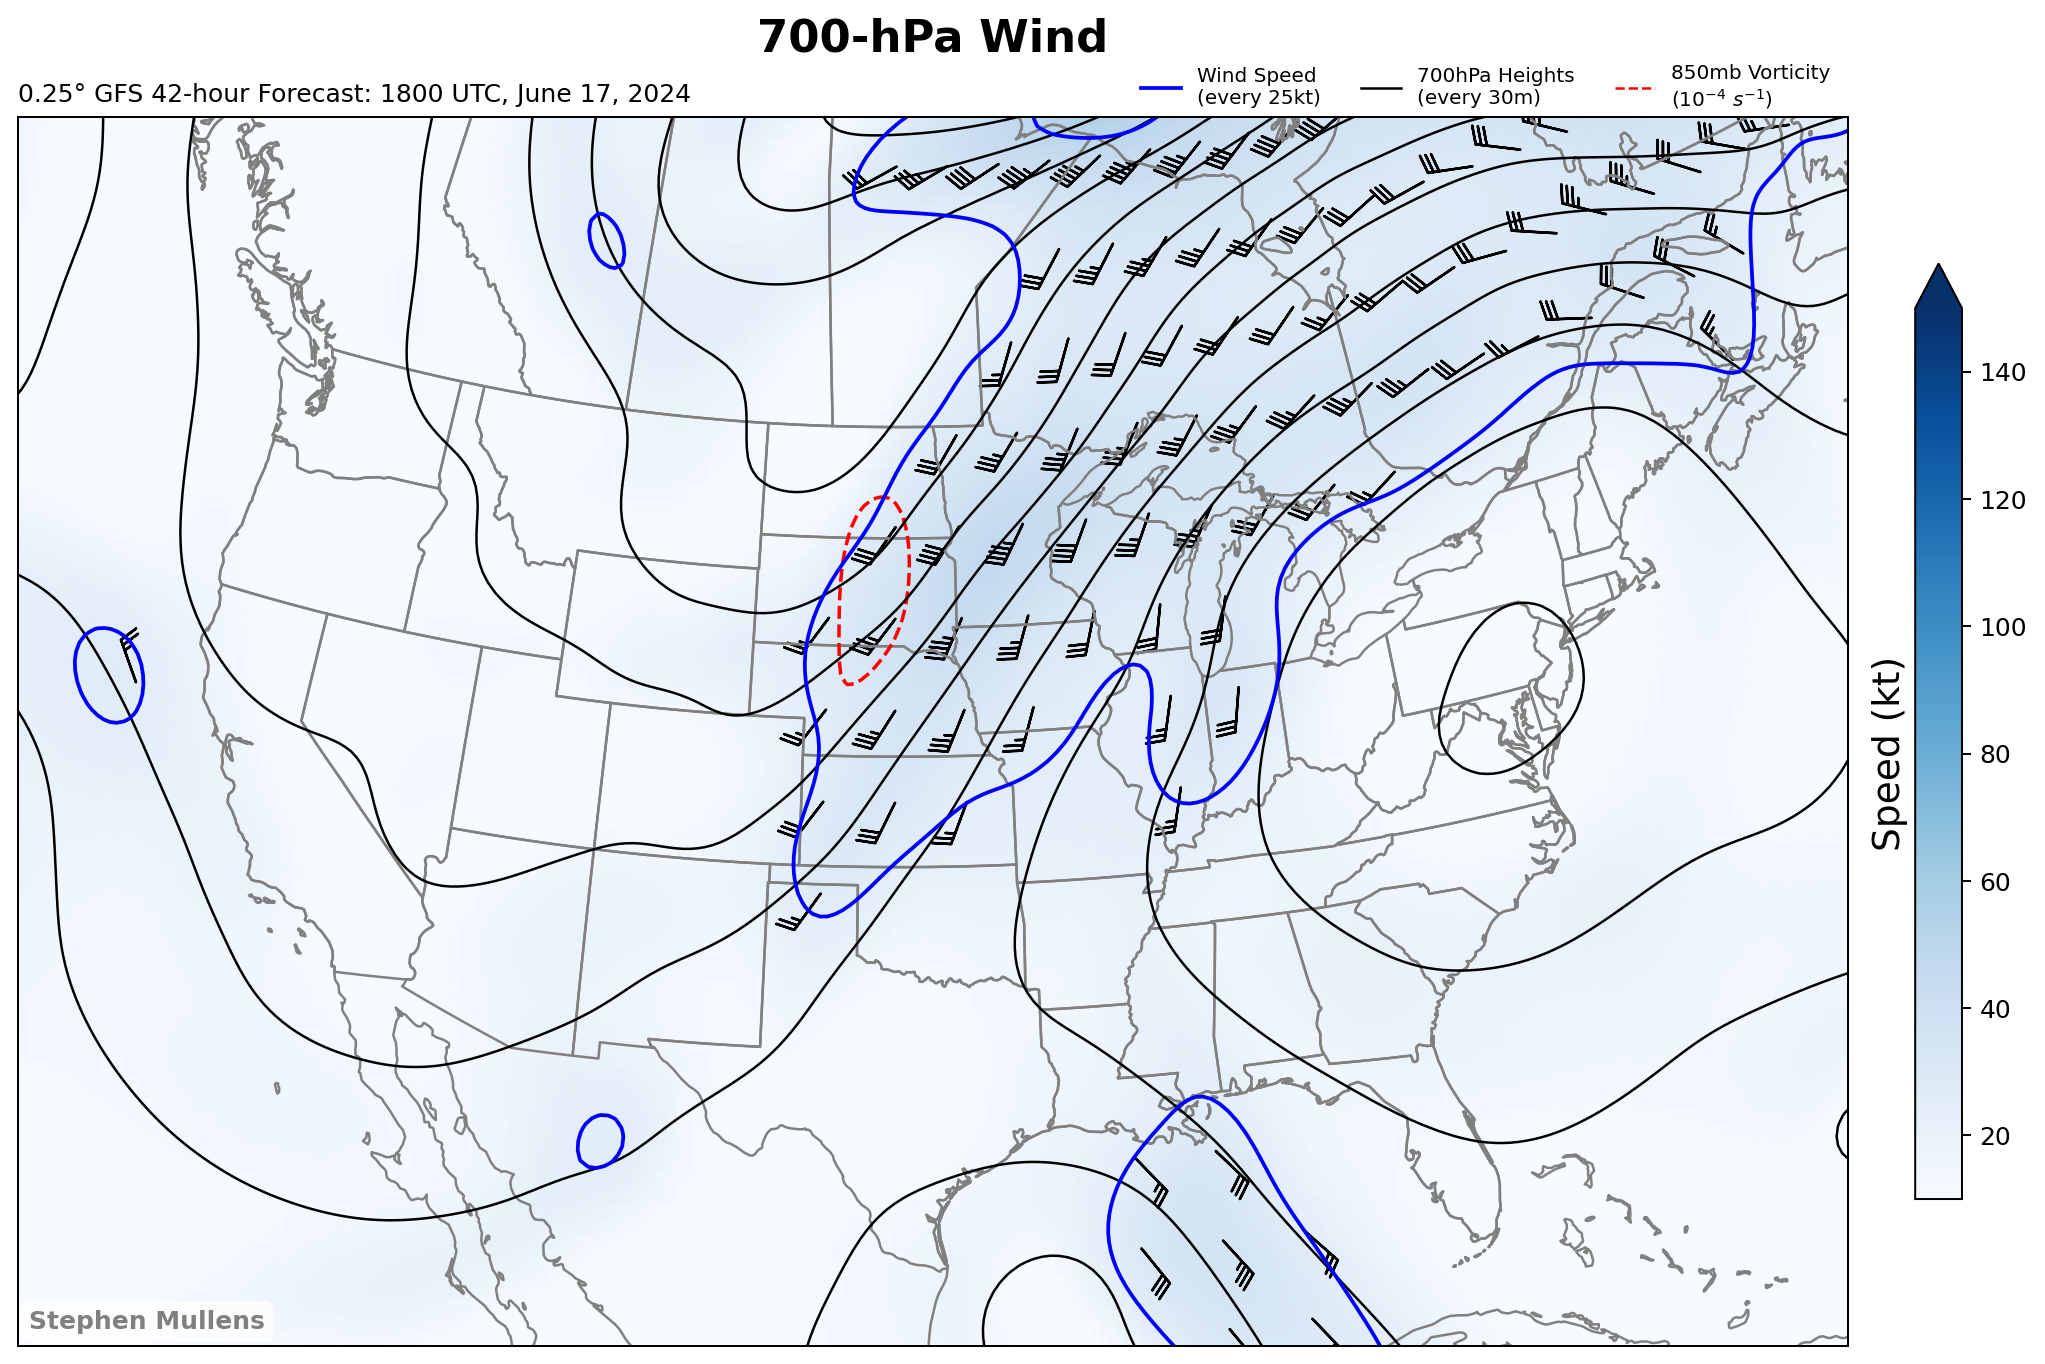 700-hPa Wind
0.25° GFS 42-hour Forecast: 1800 UTC, June 17, 2024
Wind Speed
(every 25kt)
700hPa Heights
(every 30m)
850mb Vorticity
(10⁻⁴ s⁻¹)
140
120
100
80
60
40
20
Speed (kt)
Stephen Mullens